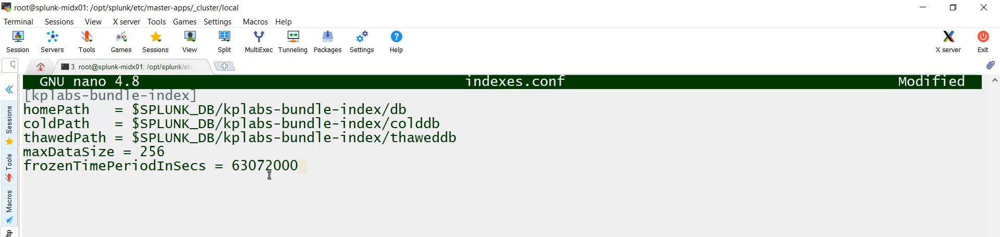 root@splunk-midx01: /opt/splunk/etc/master-apps/_cluster/local
Terminal Sessions View X server Tools Games Settings Macros Help
Session Servers Tools Games Sessions View Split MultiExec Tunneling Packages Settings Help X server Exit
3. root@splunk-midx01: /opt/splunk/etc
GNU nano 4.8 indexes.conf Modified
[kplabs-bundle-index]
homePath = $SPLUNK_DB/kplabs-bundle-index/db
coldPath = $SPLUNK_DB/kplabs-bundle-index/colddb
thawedPath = $SPLUNK_DB/kplabs-bundle-index/thaweddb
maxDataSize = 256
frozenTimePeriodInSecs = 63072000
Sessions
Tools
Macros
ftp